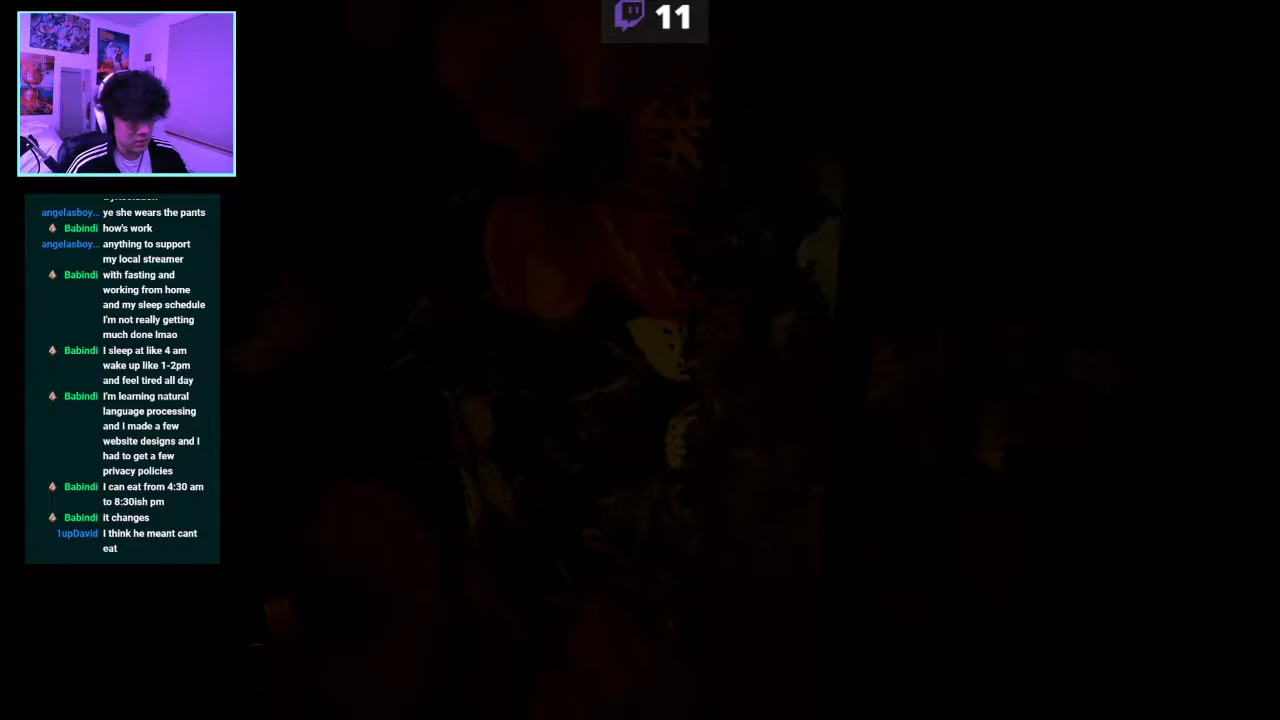 11
angelasboy... ye she wears the pants
Babindi how's work
angelasboy... anything to support
my local streamer
Babindi with fasting and
working from home
and my sleep schedule
I'm not really getting
much done lmao
Babindi I sleep at like 4 am
wake up like 1-2pm
and feel tired all day
Babindi I'm learning natural
language processing
and I made a few
website designs and I
had to get a few
privacy policies
Babindi I can eat from 4:30 am
to 8:30ish pm
Babindi it changes
1upDavid I think he meant cant
eat